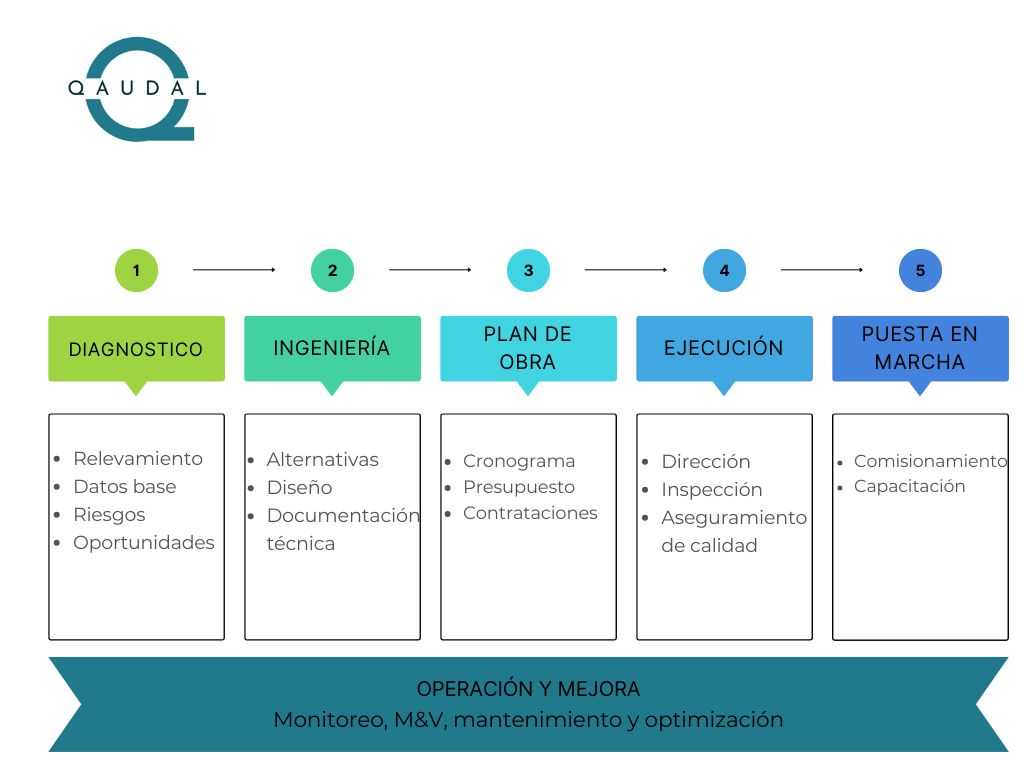 QAUDAL
1
2
3
4
5
DIAGNOSTICO
INGENIERÍA
PLAN DE
OBRA
EJECUCIÓN
PUESTA EN
MARCHA
• Relevamiento
• Datos base
• Riesgos
• Oportunidades
• Alternativas
• Diseño
• Documentación
técnica
• Cronograma
• Presupuesto
• Contrataciones
• Dirección
• Inspección
• Aseguramiento
de calidad
• Comisionamiento
• Capacitación
OPERACIÓN Y MEJORA
Monitoreo, M&V, mantenimiento y optimización